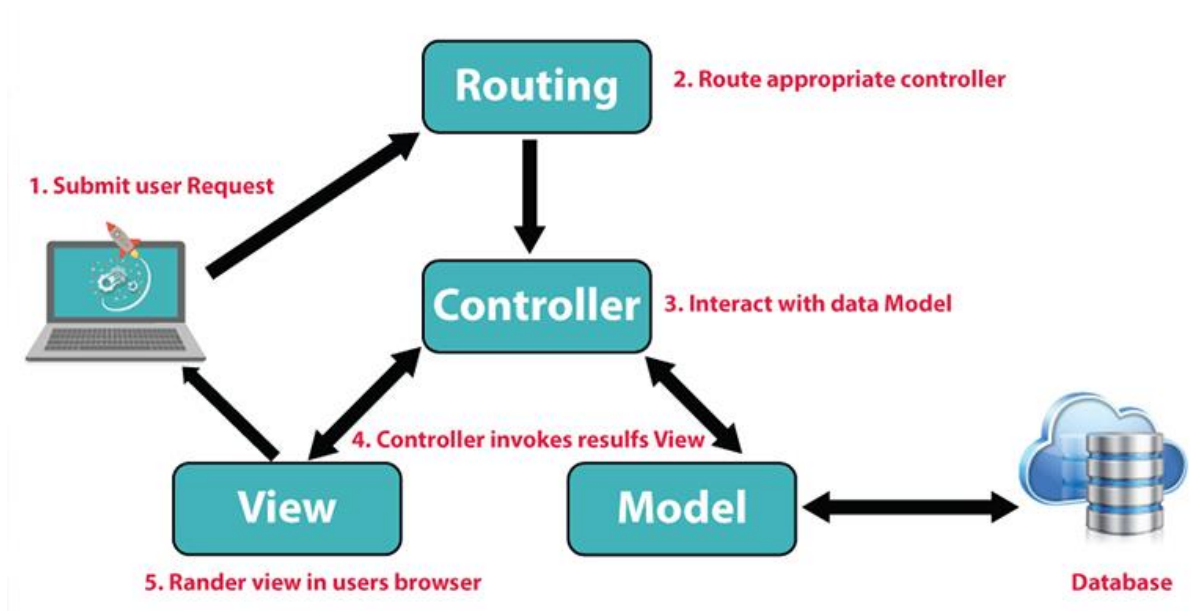 Routing
2. Route appropriate controller
1. Submit user Request
Controller
3. Interact with data Model
4. Controller invokes resulfs View
View
Model
5. Rander view in users browser
Database